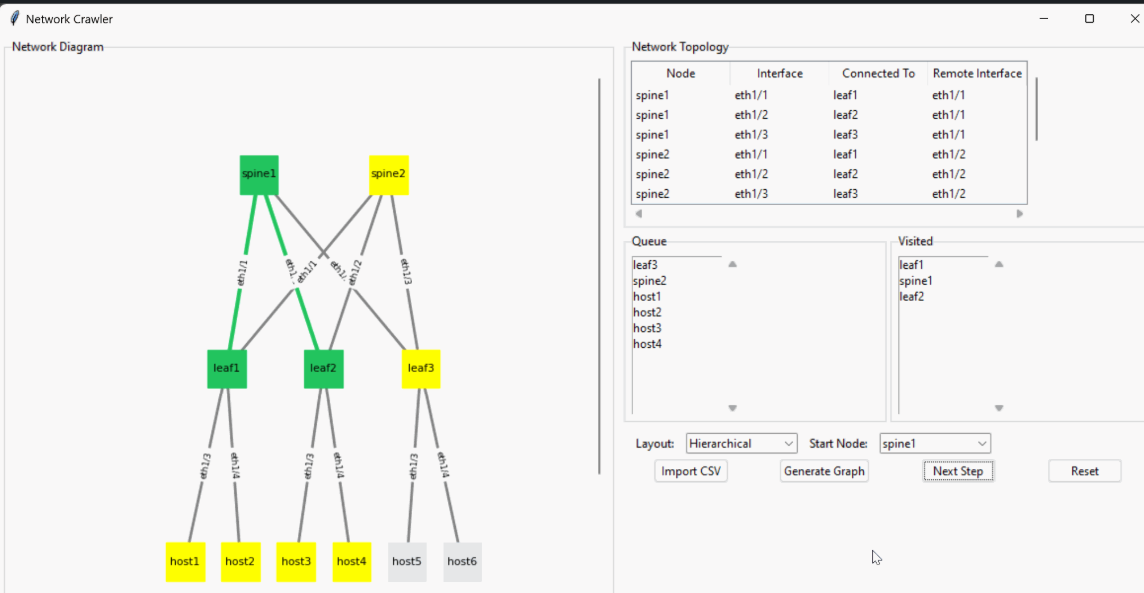 Network Crawler
Network Diagram
spine1
spine2
eth1/1
eth1/1
eth1/2
eth1/3
leaf1
leaf2
leaf3
eth1/3
eth1/4
eth1/3
eth1/4
eth1/3
eth1/4
host1
host2
host3
host4
host5
host6
Network Topology
Node Interface Connected To Remote Interface
spine1 eth1/1 leaf1 eth1/1
spine1 eth1/2 leaf2 eth1/1
spine1 eth1/3 leaf3 eth1/1
spine2 eth1/1 leaf1 eth1/2
spine2 eth1/2 leaf2 eth1/2
spine2 eth1/3 leaf3 eth1/2
Queue
leaf3
spine2
host1
host2
host3
host4
Visited
leaf1
spine1
leaf2
Layout: Hierarchical Start Node: spine1
Import CSV Generate Graph Next Step Reset